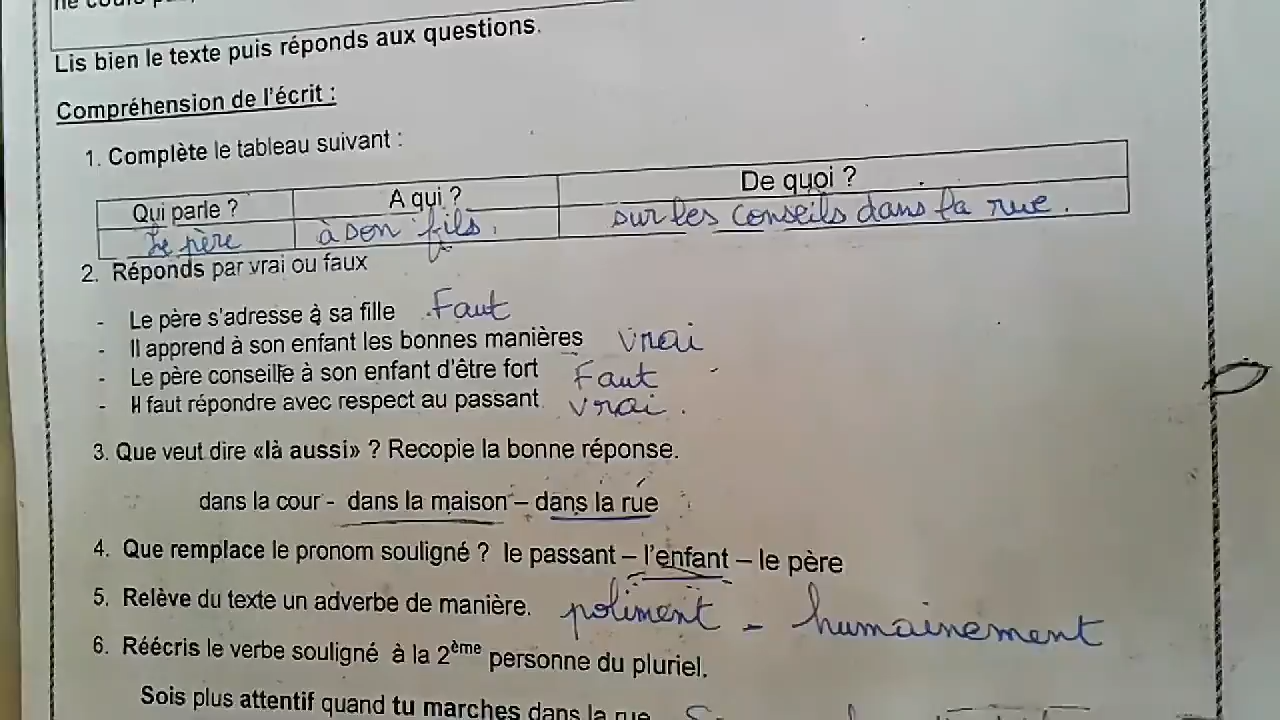 Lis bien le texte puis réponds aux questions.
Compréhension de l'écrit :
1. Complète le tableau suivant :
Qui parle ? A qui ? De quoi ?
Le père à son fils. sur les conseils dans la rue.
2. Réponds par vrai ou faux
- Le père s'adresse à sa fille Faut
- Il apprend à son enfant les bonnes manières vrai
- Le père conseille à son enfant d'être fort Faut
- Il faut répondre avec respect au passant vrai.
3. Que veut dire «là aussi» ? Recopie la bonne réponse.
dans la cour - dans la maison – dans la rue
4. Que remplace le pronom souligné ? le passant – l'enfant – le père
5. Relève du texte un adverbe de manière. poliment - humainement
6. Réécris le verbe souligné à la 2ème personne du pluriel.
Sois plus attentif quand tu marches dans la rue